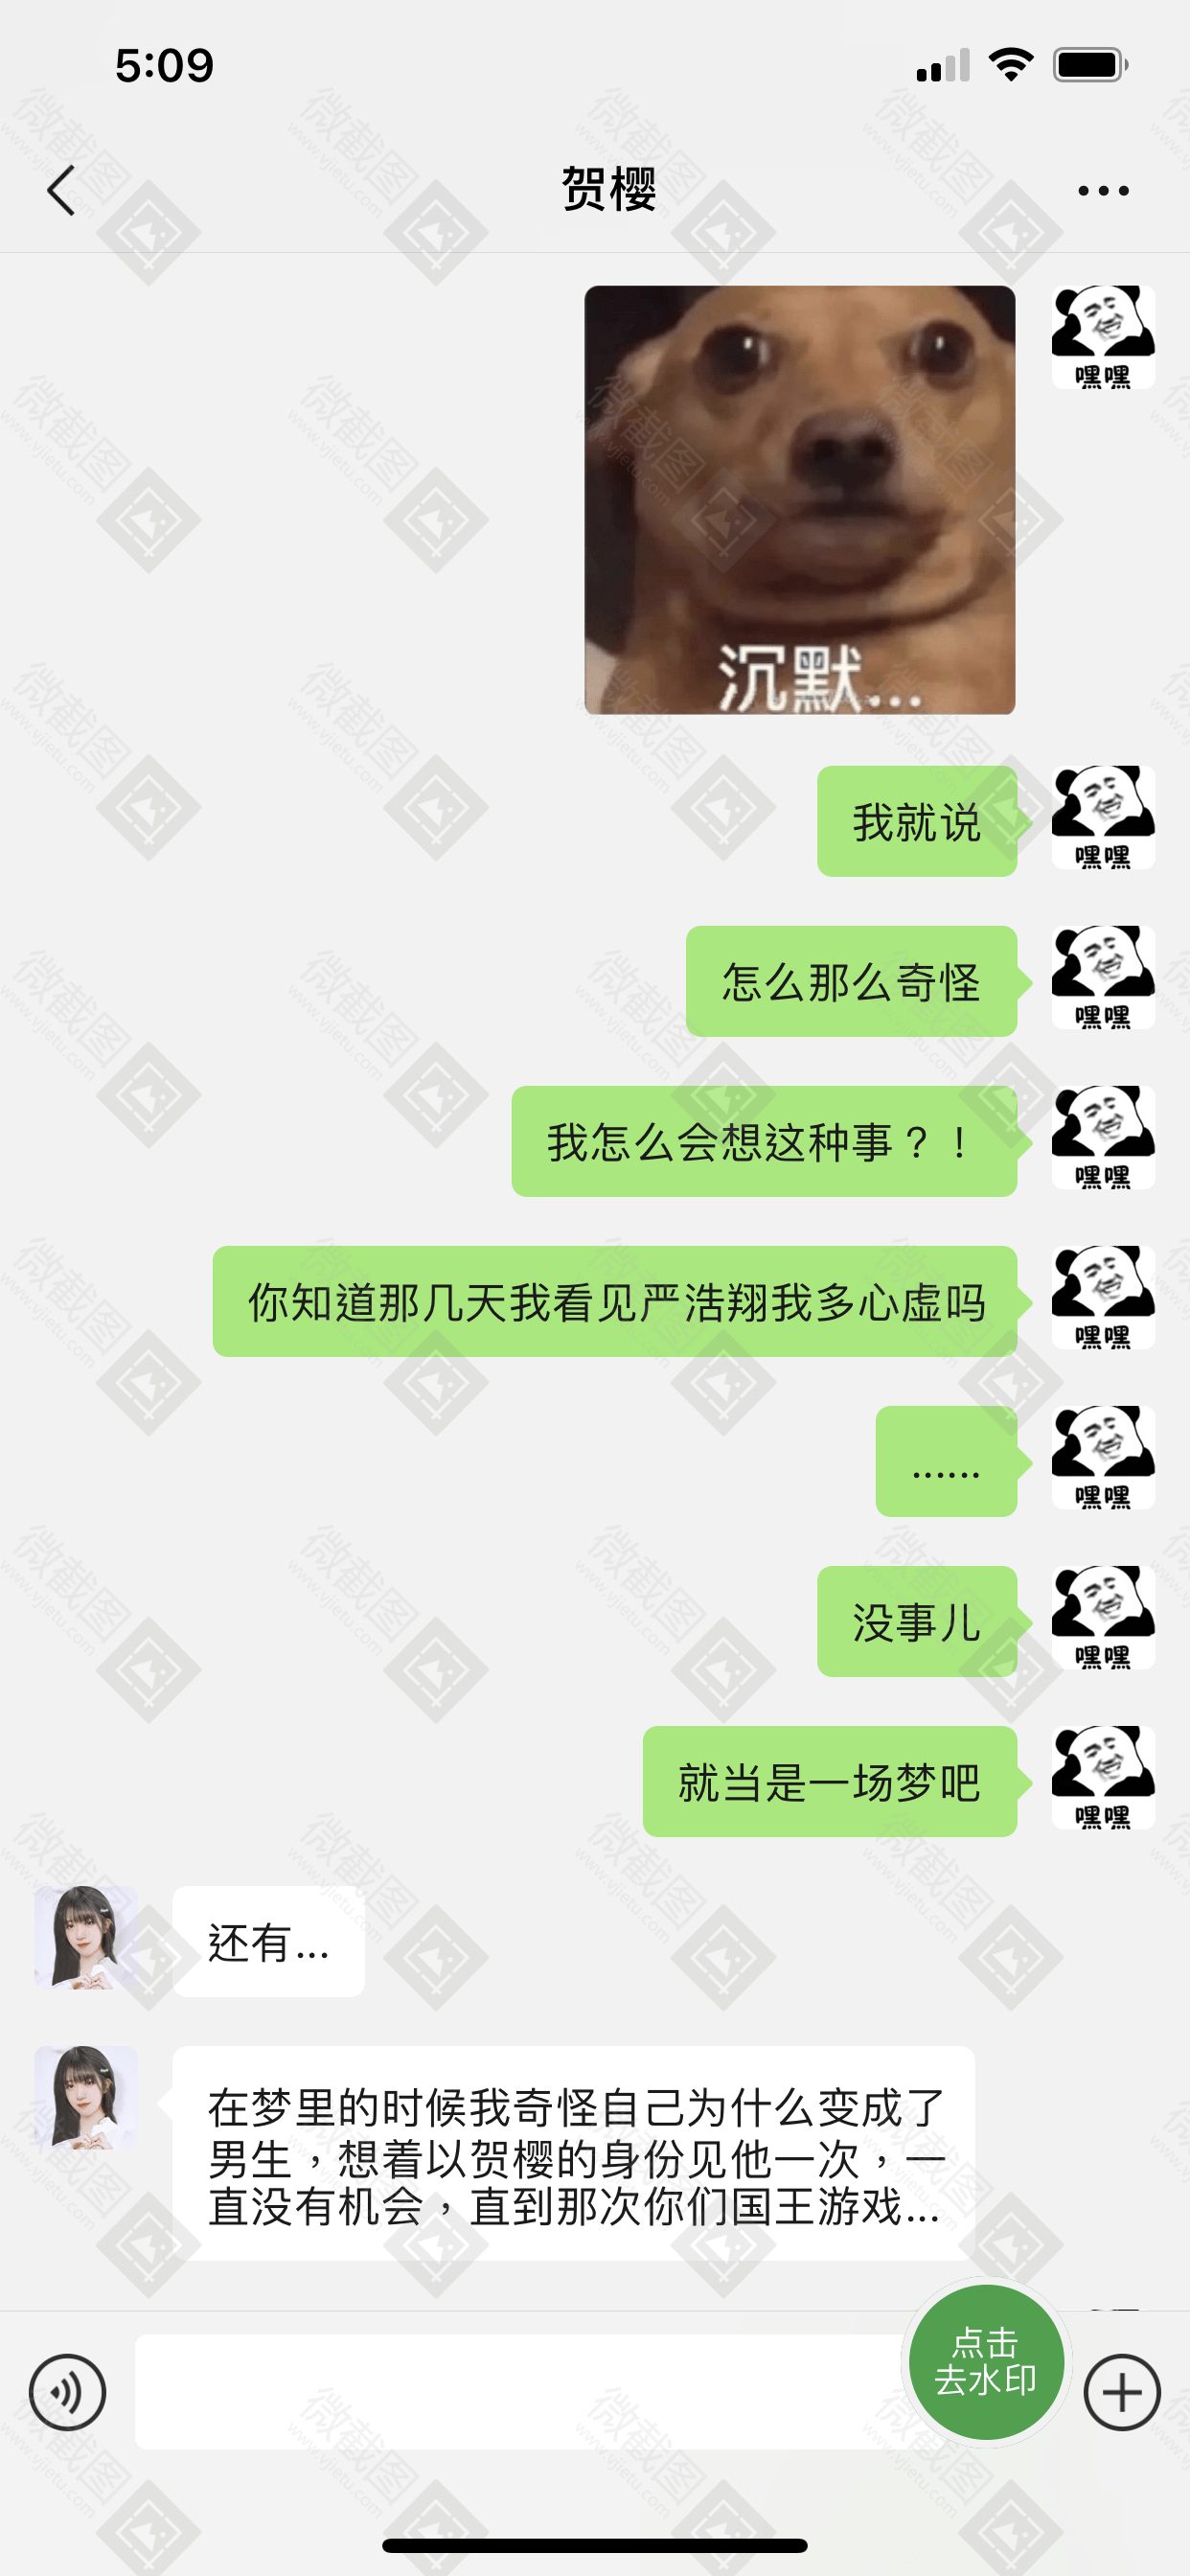 5:09
贺樱
沉默...
嘿嘿
我就说
嘿嘿
怎么那么奇怪
嘿嘿
我怎么会想这种事？！
嘿嘿
你知道那几天我看见严浩翔我多心虚吗
嘿嘿
......
嘿嘿
没事儿
嘿嘿
就当是一场梦吧
嘿嘿
还有...
在梦里的时候我奇怪自己为什么变成了
男生，想着以贺樱的身份见他一次，一
直没有机会，直到那次你们国王游戏...
点击
去水印
微截图
www.vjietu.com